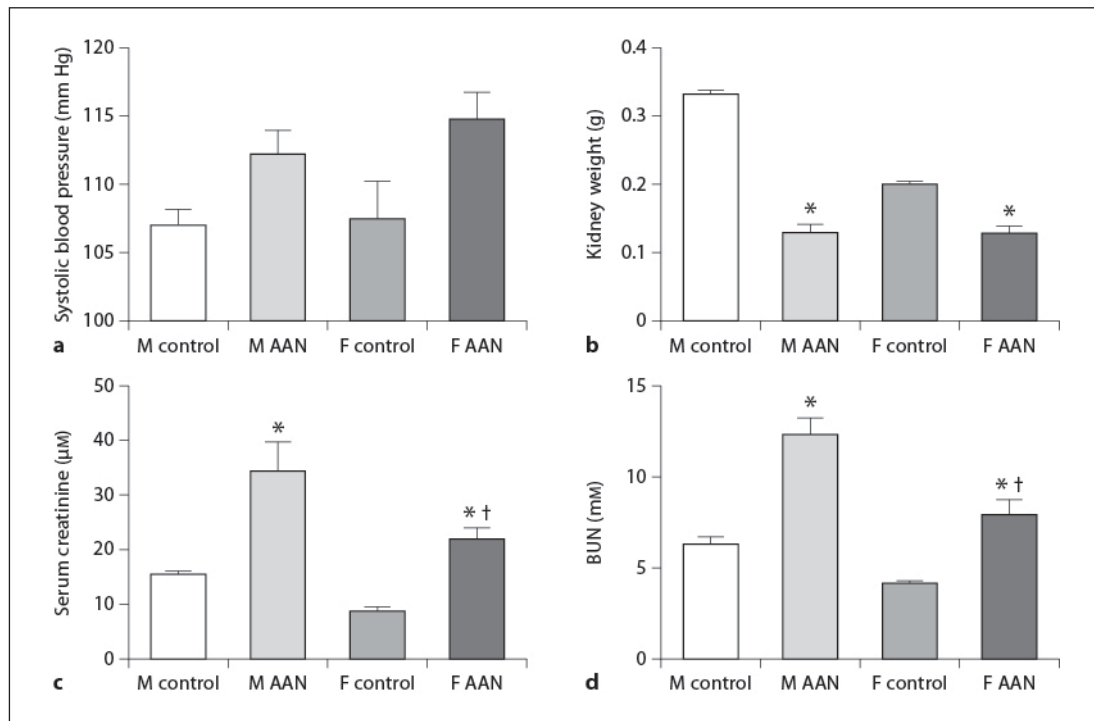 Systolic blood pressure (mm Hg)
120
115
110
105
100
M control M AAN F control F AAN
a
Kidney weight (g)
0.4
0.3
0.2
0.1
0
* *
M control M AAN F control F AAN
b
Serum creatinine (μM)
50
40
30
20
10
0
*
* †
M control M AAN F control F AAN
c
BUN (mM)
15
10
5
0
*
* †
M control M AAN F control F AAN
d